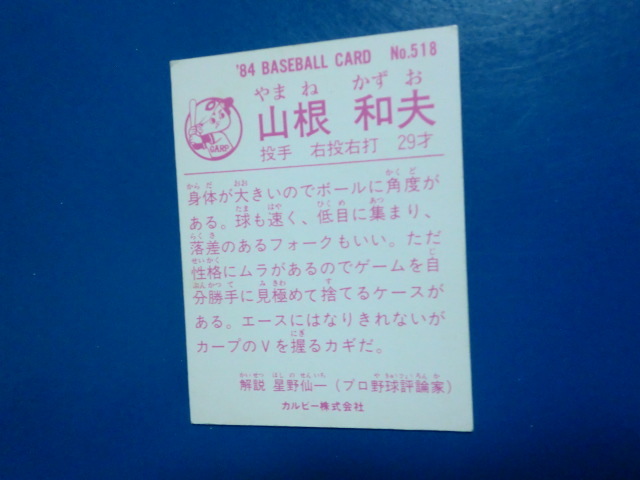 '84 BASEBALL CARD No.518
やまね かずお
山根 和夫
CARP
投手 右投右打 29才
身体が大きいのでボールに角度が
ある。球も速く、低目に集まり、
落差のあるフォークもいい。ただ
性格にムラがあるのでゲームを自
分勝手に見極めて捨てるケースが
ある。エースにはなりきれないが
カープのVを握るカギだ。
解説 星野仙一(プロ野球評論家)
カルビー株式会社